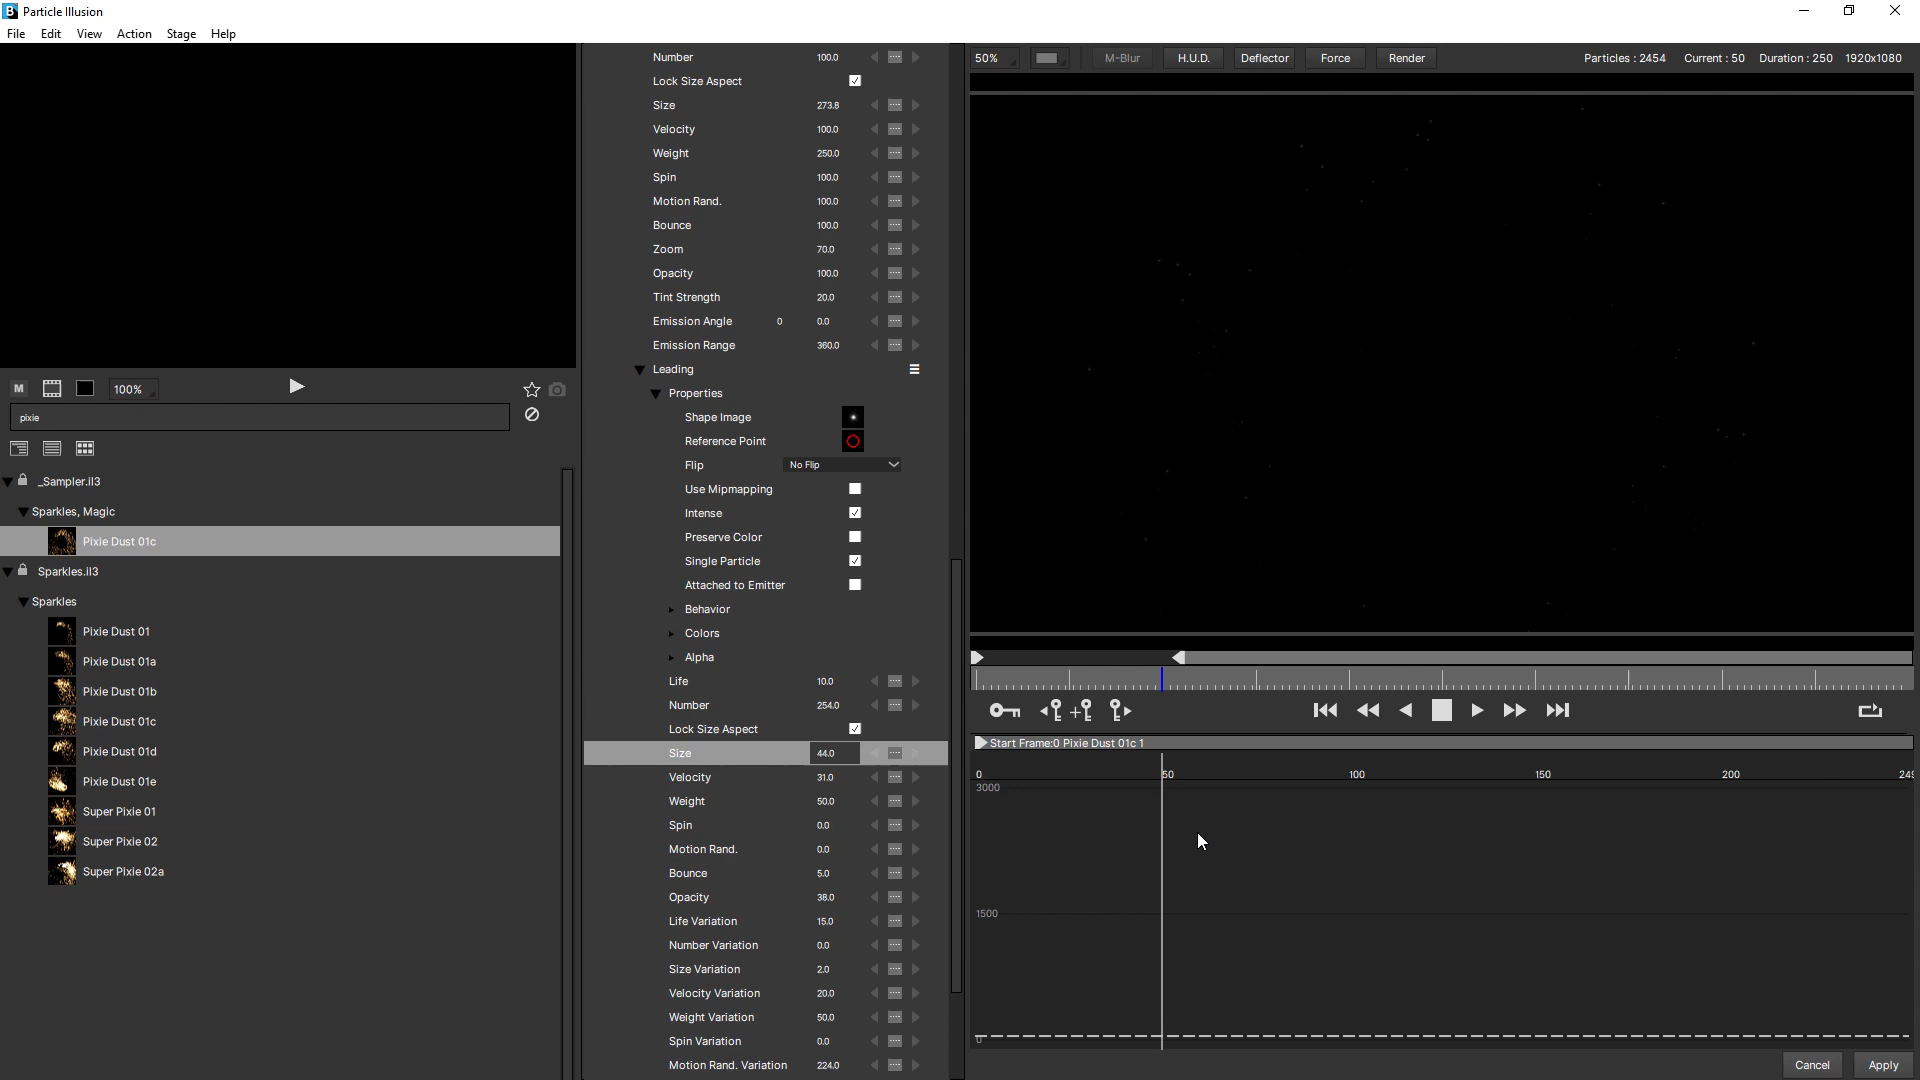 Particle Illusion
File Edit View Action Stage Help
Number 100.0
Lock Size Aspect
Size 273.8
Velocity 100.0
Weight 250.0
Spin 100.0
Motion Rand. 100.0
Bounce 100.0
Zoom 70.0
Opacity 100.0
Tint Strength 20.0
Emission Angle 0 0.0
Emission Range 360.0
Leading
Properties
Shape Image
Reference Point
Flip No Flip
Use Mipmapping
Intense
Preserve Color
Single Particle
Attached to Emitter
Behavior
Colors
Alpha
Life 10.0
Number 254.0
Lock Size Aspect
Size 44.0
Velocity 31.0
Weight 50.0
Spin 0.0
Motion Rand. 0.0
Bounce 5.0
Opacity 38.0
Life Variation 15.0
Number Variation 0.0
Size Variation 2.0
Velocity Variation 20.0
Weight Variation 50.0
Spin Variation 0.0
Motion Rand. Variation 224.0
M 100%
pixie
_Sampler.il3
Sparkles, Magic
Pixie Dust 01c
Sparkles.il3
Sparkles
Pixie Dust 01
Pixie Dust 01a
Pixie Dust 01b
Pixie Dust 01c
Pixie Dust 01d
Pixie Dust 01e
Super Pixie 01
Super Pixie 02
Super Pixie 02a
50% M-Blur H.U.D. Deflector Force Render Particles : 2454 Current : 50 Duration : 250 1920x1080
Start Frame:0 Pixie Dust 01c 1
0 50 100 150 200 249
3000
1500
0
Cancel Apply